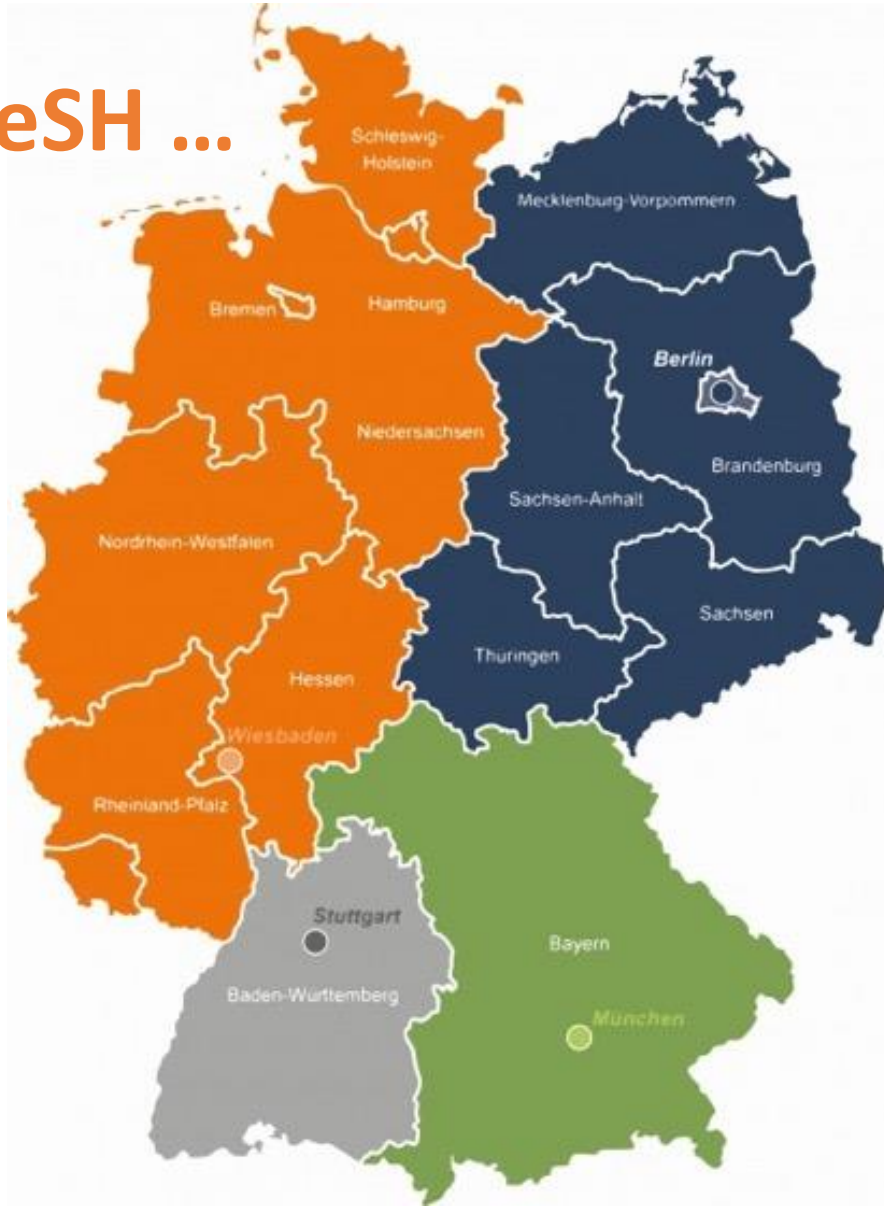 eSH ...
Schleswig-
Holstein
Mecklenburg-Vorpommern
Bremen
Hamburg
Berlin
Niedersachsen
Brandenburg
Sachsen-Anhalt
Nordrhein-Westfalen
Sachsen
Thüringen
Hessen
Wiesbaden
Rheinland-Pfalz
Stuttgart
Bayern
Baden-Württemberg
München